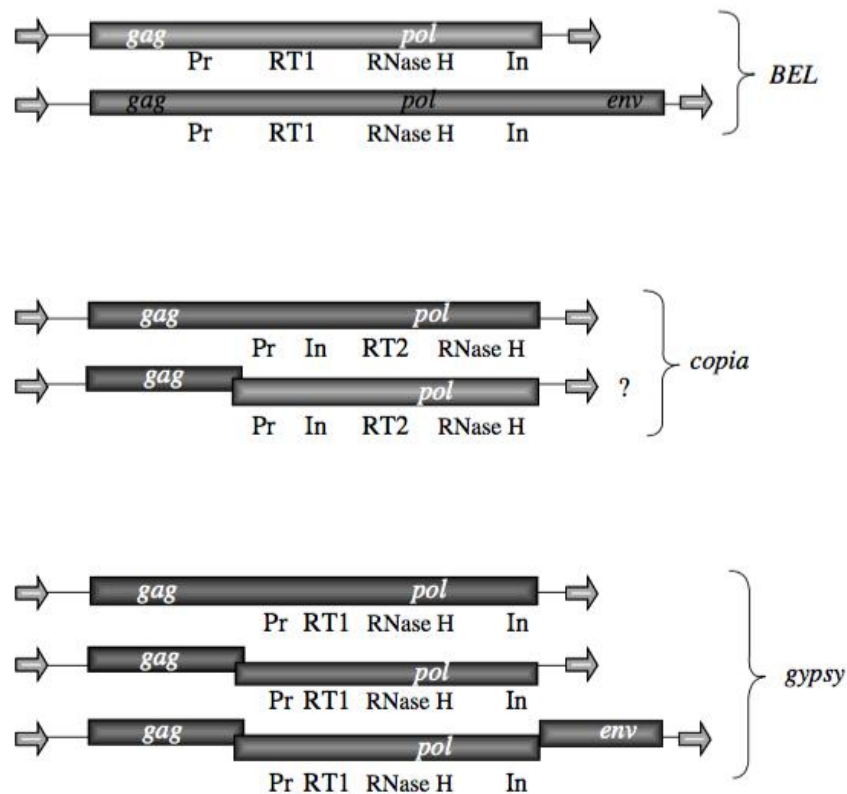 gag pol
Pr RT1 RNase H In
BEL
gag pol env
Pr RT1 RNase H In
gag pol
Pr In RT2 RNase H
copia
gag pol ?
Pr In RT2 RNase H
gag pol
Pr RT1 RNase H In
gag pol
gypsy
Pr RT1 RNase H In
gag pol env
Pr RT1 RNase H In